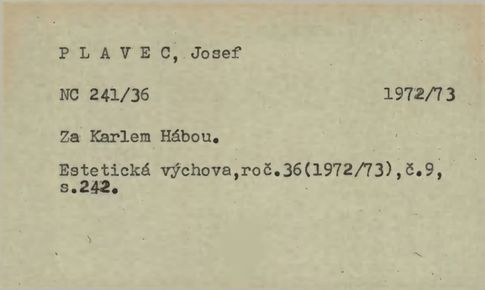 P L A V E C, Josef
NC 241/36 1972/73
Za Karlem Hábou.
Estetická výchova,roč.36(1972/73),č.9,
s.242.